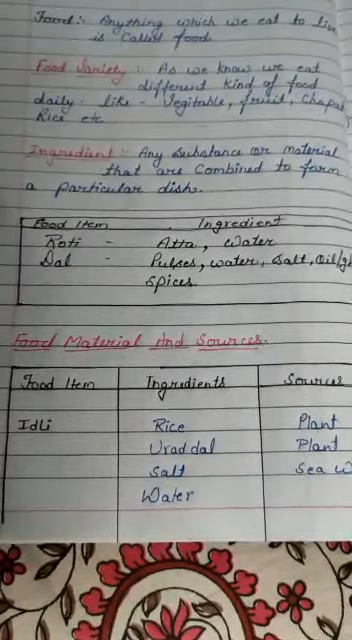 Food:- Anything which we eat to live
is called food.
Food Variety : As we know we eat
different kind of food
daily - like - Vegitable, fruit, Chapati
Rice etc
Ingredient : Any Substance or material
that are combined to form
a particular dish.
Food Item Ingredient
Roti - Atta, water
Dal - Pulses, water, Salt, Oil/
Spices.
Food Material And Sources.
Food Item Ingredients Sources
Idli Rice Plant
Urad dal Plant
Salt Sea
Water